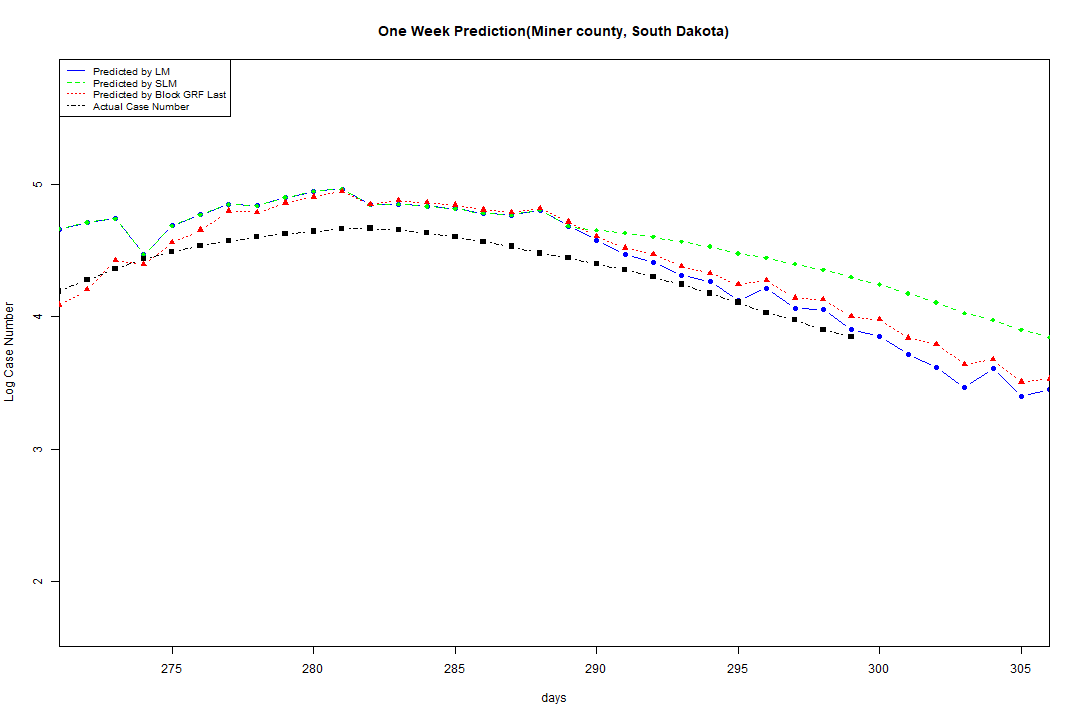 One Week Prediction(Miner county, South Dakota)
Predicted by LM
Predicted by SLM
Predicted by Block GRF Last
Actual Case Number
5
4
3
2
Log Case Number
275 280 285 290 295 300 305
days